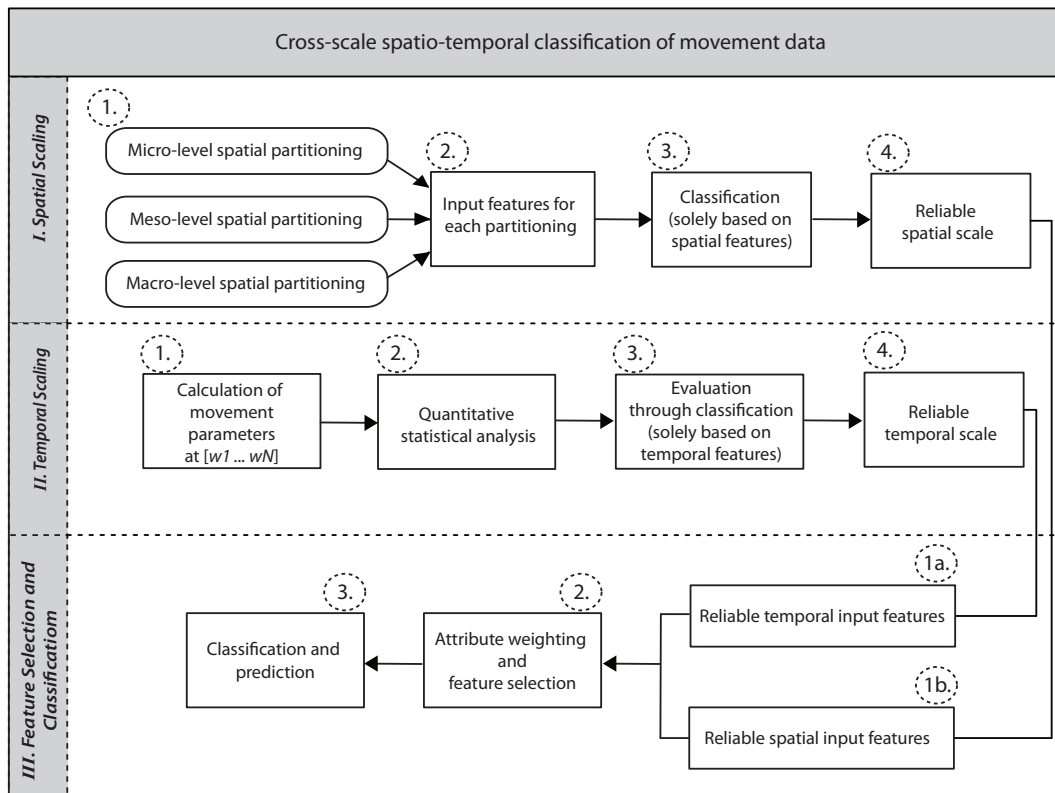 Cross-scale spatio-temporal classification of movement data
I. Spatial Scaling
1.
Micro-level spatial partitioning
Meso-level spatial partitioning
Macro-level spatial partitioning
2.
Input features for
each partitioning
3.
Classification
(solely based on
spatial features)
4.
Reliable
spatial scale
II. Temporal Scaling
1.
Calculation of
movement
parameters
at [w1 ... wN]
2.
Quantitative
statistical analysis
3.
Evaluation
through classification
(solely based on
temporal features)
4.
Reliable
temporal scale
III. Feature Selection and
Classificatiom
1a.
Reliable temporal input features
1b.
Reliable spatial input features
2.
Attribute weighting
and
feature selection
3.
Classification and
prediction